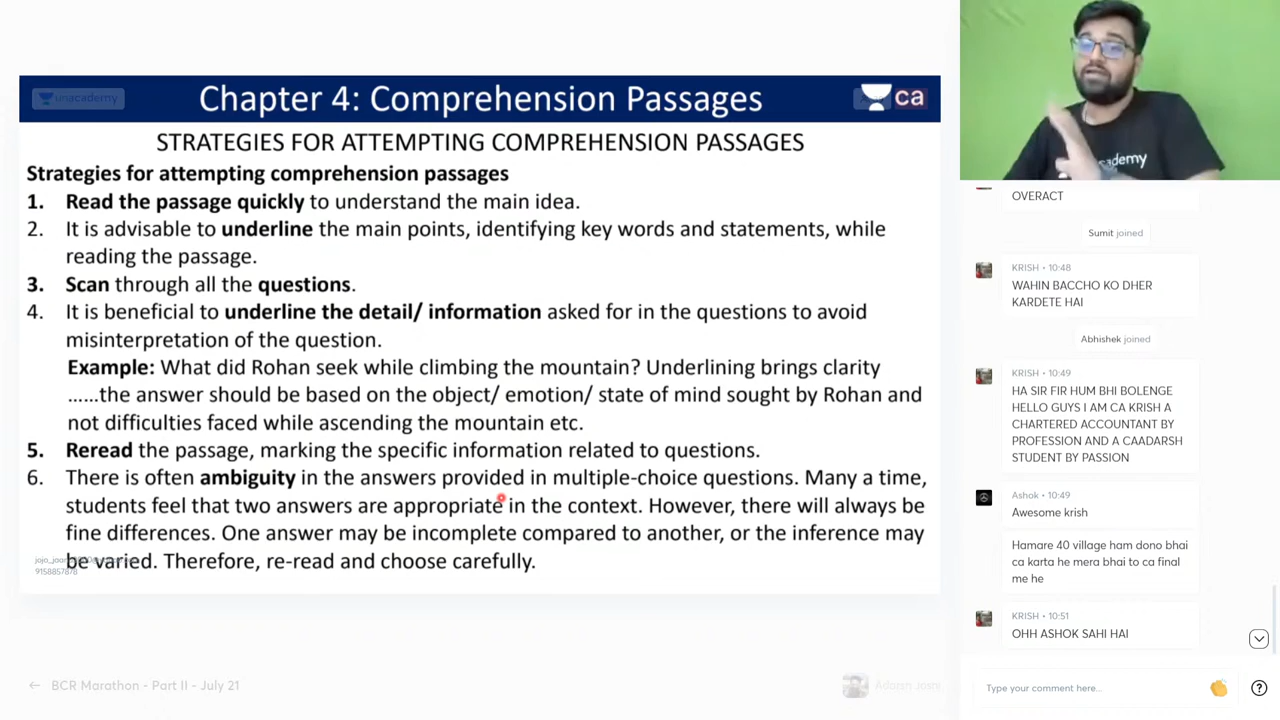 unacademy
Chapter 4: Comprehension Passages
ca
STRATEGIES FOR ATTEMPTING COMPREHENSION PASSAGES
Strategies for attempting comprehension passages
1. Read the passage quickly to understand the main idea.
2. It is advisable to underline the main points, identifying key words and statements, while
reading the passage.
3. Scan through all the questions.
4. It is beneficial to underline the detail/ information asked for in the questions to avoid
misinterpretation of the question.
Example: What did Rohan seek while climbing the mountain? Underlining brings clarity
......the answer should be based on the object/ emotion/ state of mind sought by Rohan and
not difficulties faced while ascending the mountain etc.
5. Reread the passage, marking the specific information related to questions.
6. There is often ambiguity in the answers provided in multiple-choice questions. Many a time,
students feel that two answers are appropriate in the context. However, there will always be
fine differences. One answer may be incomplete compared to another, or the inference may
be varied. Therefore, re-read and choose carefully.
9158857878
BCR Marathon - Part II - July 21
Adarsh Joshi
ademy
OVERACT
Sumit joined
KRISH • 10:48
WAHIN BACCHO KO DHER
KARDETE HAI
Abhishek joined
KRISH • 10:49
HA SIR FIR HUM BHI BOLENGE
HELLO GUYS I AM CA KRISH A
CHARTERED ACCOUNTANT BY
PROFESSION AND A CAADARSH
STUDENT BY PASSION
Ashok • 10:49
Awesome krish
Hamare 40 village ham dono bhai
ca karta he mera bhai to ca final
me he
KRISH • 10:51
OHH ASHOK SAHI HAI
Type your comment here...